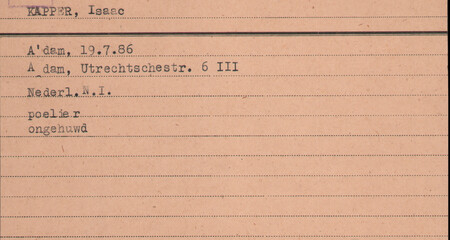 KAPPER, Isaac
A'dam, 19.7.86
A dam, Utrechtschestr. 6 III
Nederl. N.I.
poelier
ongehuwd